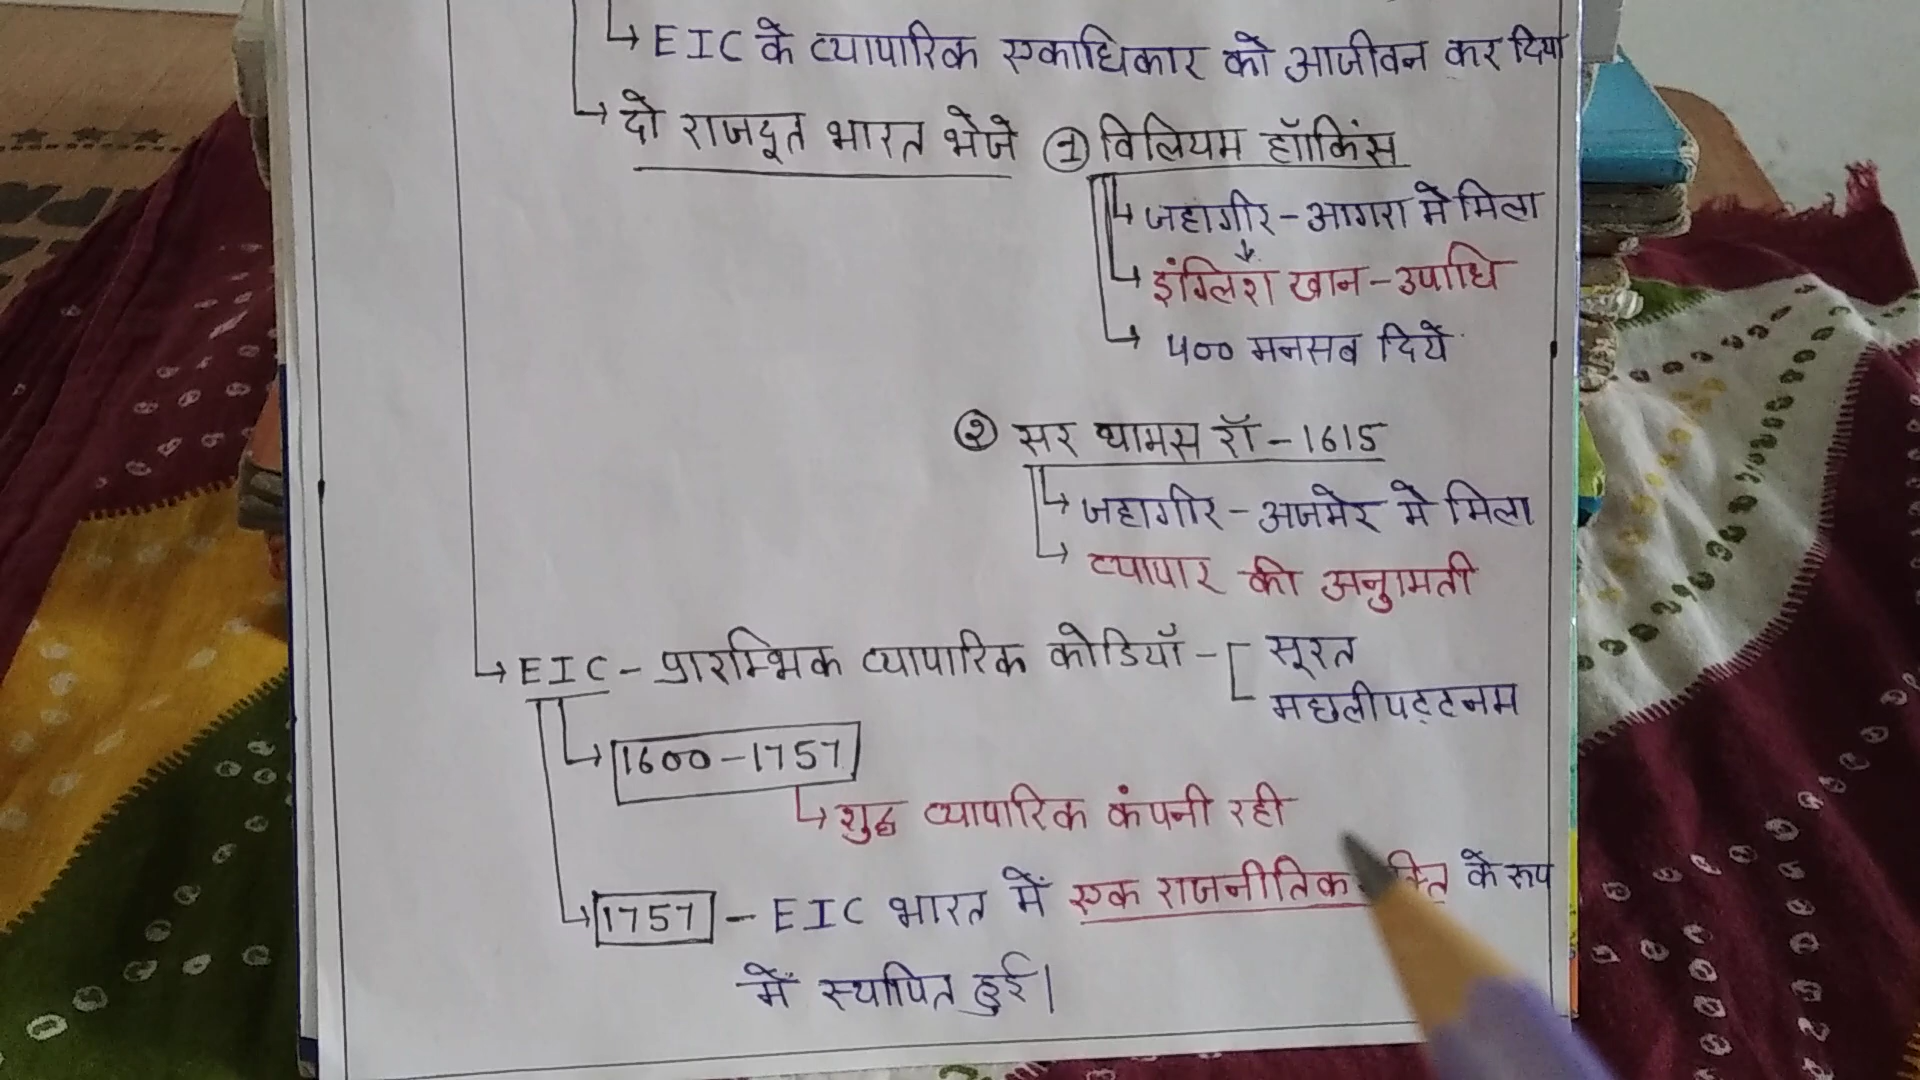 EIC के व्यापारिक एकाधिकार को आजीवन कर दिया
दो राजदूत भारत भेजे ① विलियम हॉकिंस
जहागीर - आगरा मे मिला
इंग्लिश खान - उपाधि
400 मनसब दिये
② सर थामस रॉ - 1615
जहागीर - अजमेर मे मिला
व्यापार की अनुमती
EIC - प्रारम्भिक व्यापारिक कोठियाँ - सूरत
मछलीपट्टनम
1600-1757
शुद्ध व्यापारिक कंपनी रही
1757 - EIC भारत में एक राजनीतिक के रूप
में स्थापित हुई।